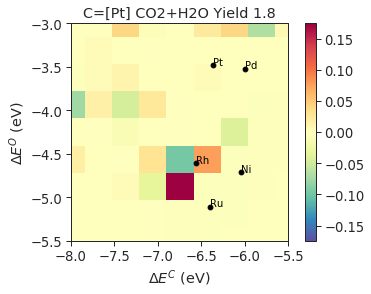 C=[Pt] CO2+H2O Yield 1.8
−3.0
−3.5
−4.0
−4.5
−5.0
−5.5
ΔE^O (eV)
Pt
Pd
Rh
Ni
Ru
−8.0 −7.5 −7.0 −6.5 −6.0 −5.5
ΔE^C (eV)
0.15
0.10
0.05
0.00
−0.05
−0.10
−0.15